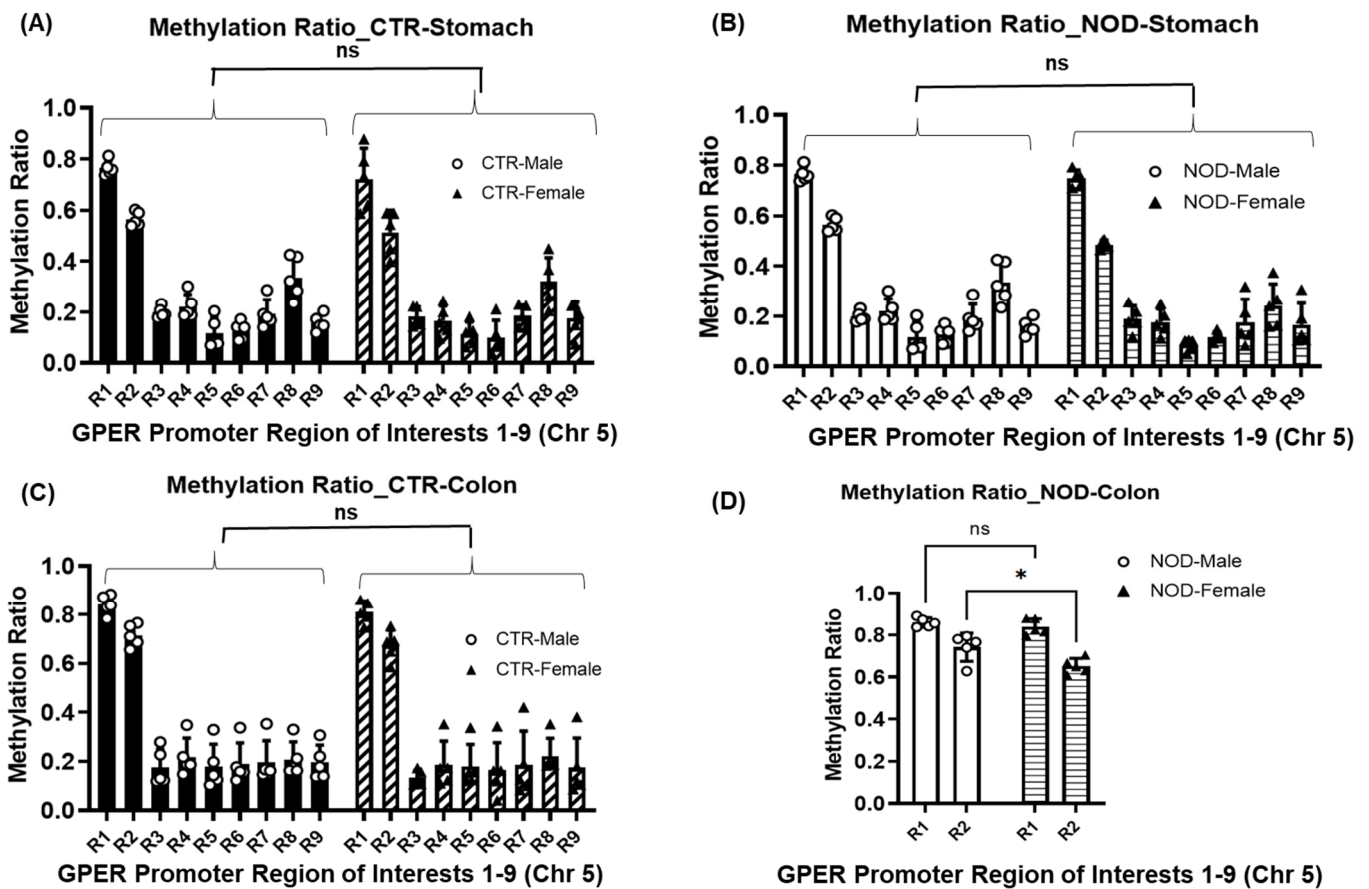 (A)
Methylation Ratio_CTR-Stomach
ns
1.0
0.8
0.6
0.4
0.2
0.0
Methylation Ratio
CTR-Male
CTR-Female
R1 R2 R3 R4 R5 R6 R7 R8 R9 R1 R2 R3 R4 R5 R6 R7 R8 R9
GPER Promoter Region of Interests 1-9 (Chr 5)
(B)
Methylation Ratio_NOD-Stomach
ns
1.0
0.8
0.6
0.4
0.2
0.0
Methylation Ratio
NOD-Male
NOD-Female
R1 R2 R3 R4 R5 R6 R7 R8 R9 R1 R2 R3 R4 R5 R6 R7 R8 R9
GPER Promoter Region of Interests 1-9 (Chr 5)
(C)
Methylation Ratio_CTR-Colon
ns
1.0
0.8
0.6
0.4
0.2
0.0
Methylation Ratio
CTR-Male
CTR-Female
R1 R2 R3 R4 R5 R6 R7 R8 R9 R1 R2 R3 R4 R5 R6 R7 R8 R9
GPER Promoter Region of Interests 1-9 (Chr 5)
(D)
Methylation Ratio_NOD-Colon
ns
*
1.0
0.8
0.6
0.4
0.2
0.0
Methylation Ratio
NOD-Male
NOD-Female
R1 R2 R1 R2
GPER Promoter Region of Interests 1-9 (Chr 5)